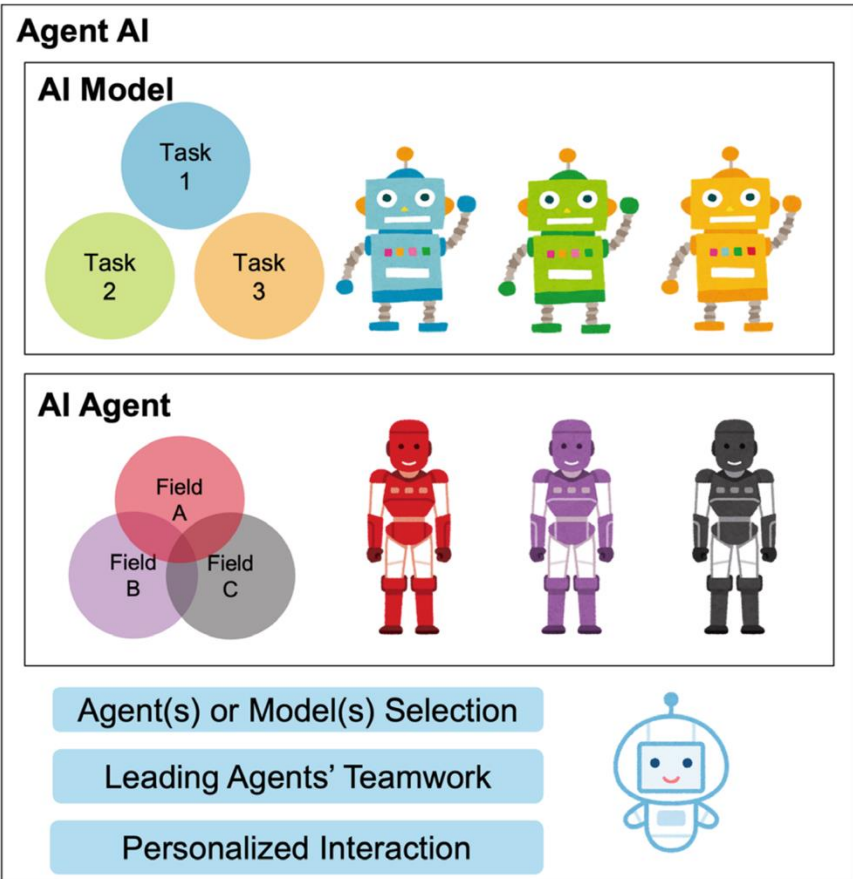 Agent AI
AI Model
Task
1
Task
2
Task
3
AI Agent
Field
A
Field
B
Field
C
Agent(s) or Model(s) Selection
Leading Agents’ Teamwork
Personalized Interaction